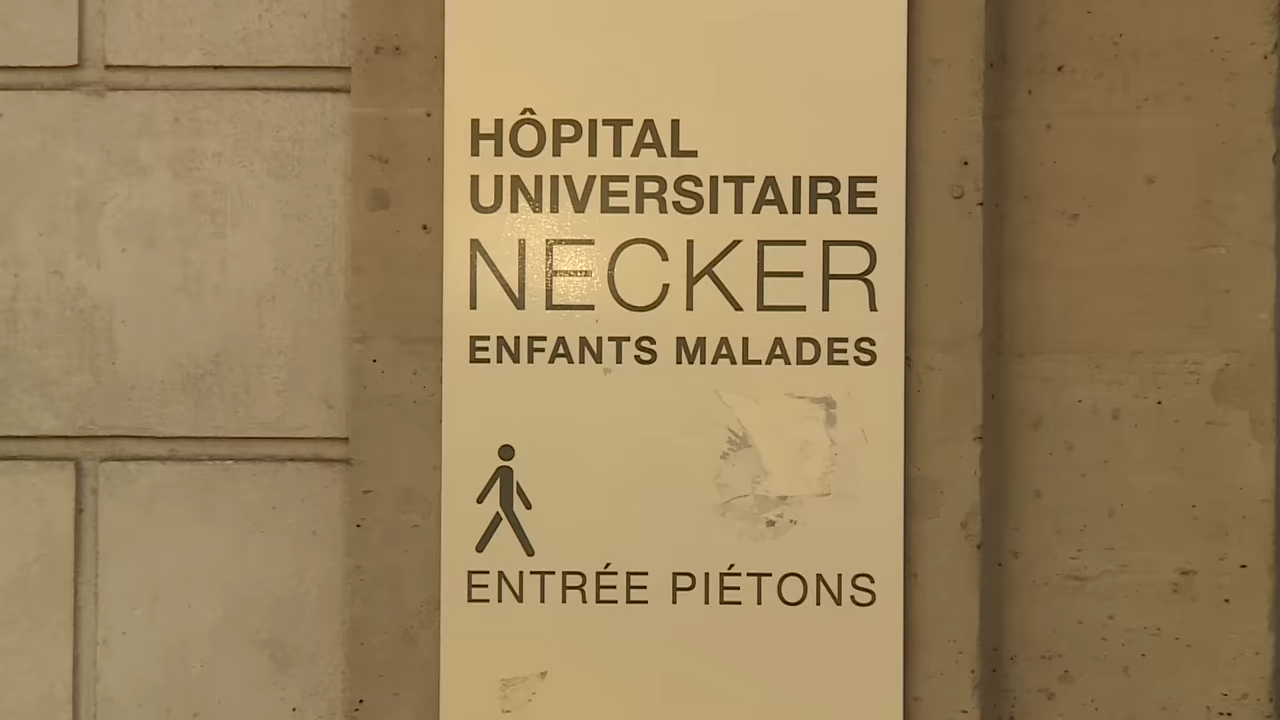 HÔPITAL
UNIVERSITAIRE
NECKER
ENFANTS MALADES
ENTRÉE PIÉTONS